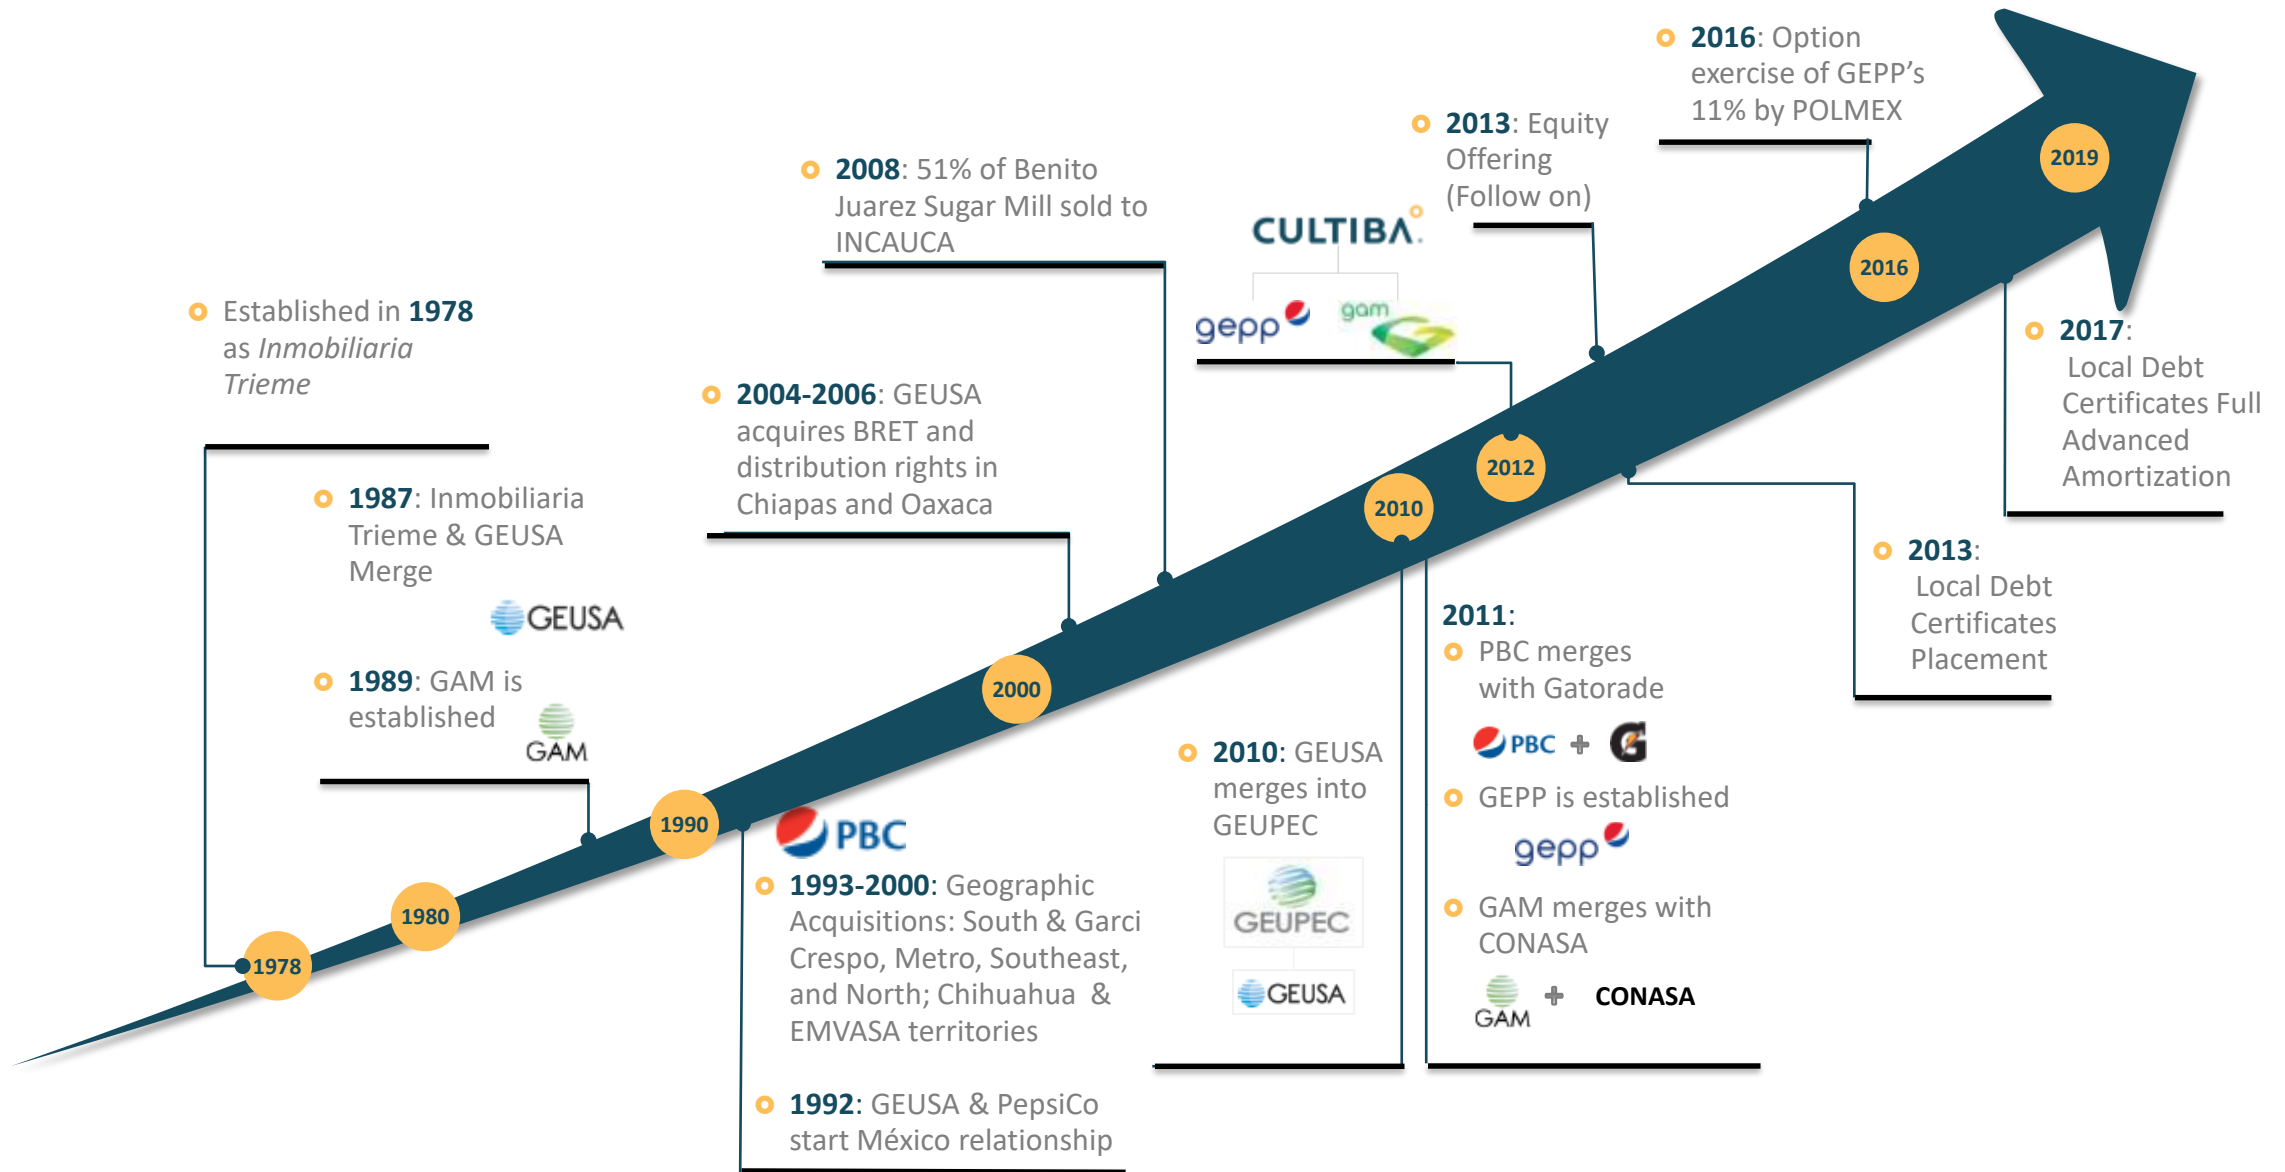 Established in 1978
as Inmobiliaria
Trieme
1987: Inmobiliaria
Trieme & GEUSA
Merge
GEUSA
1989: GAM is
established
GAM
2004-2006: GEUSA
acquires BRET and
distribution rights in
Chiapas and Oaxaca
2008: 51% of Benito
Juarez Sugar Mill sold to
INCAUCA
CULTIBA
gepp
gam
2013: Equity
Offering
(Follow on)
2016: Option
exercise of GEPP's
11% by POLMEX
1978
1980
1990
2000
2010
2012
2016
2019
PBC
1993-2000: Geographic
Acquisitions: South & Garci
Crespo, Metro, Southeast,
and North; Chihuahua &
EMVASA territories
1992: GEUSA & PepsiCo
start México relationship
2010: GEUSA
merges into
GEUPEC
GEUPEC
GEUSA
2011:
PBC merges
with Gatorade
PBC + G
GEPP is established
gepp
GAM merges with
CONASA
GAM + CONASA
2013:
Local Debt
Certificates
Placement
2017:
Local Debt
Certificates Full
Advanced
Amortization